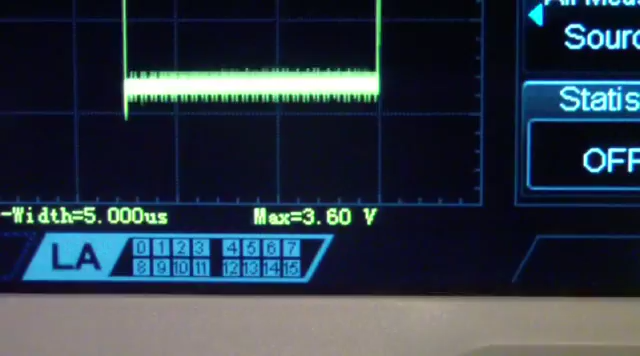 Sourc
Statis
OFF
-Width=5.000us Max=3.60 V
LA 0 1 2 3 4 5 6 7
8 9 10 11 12 13 14 15